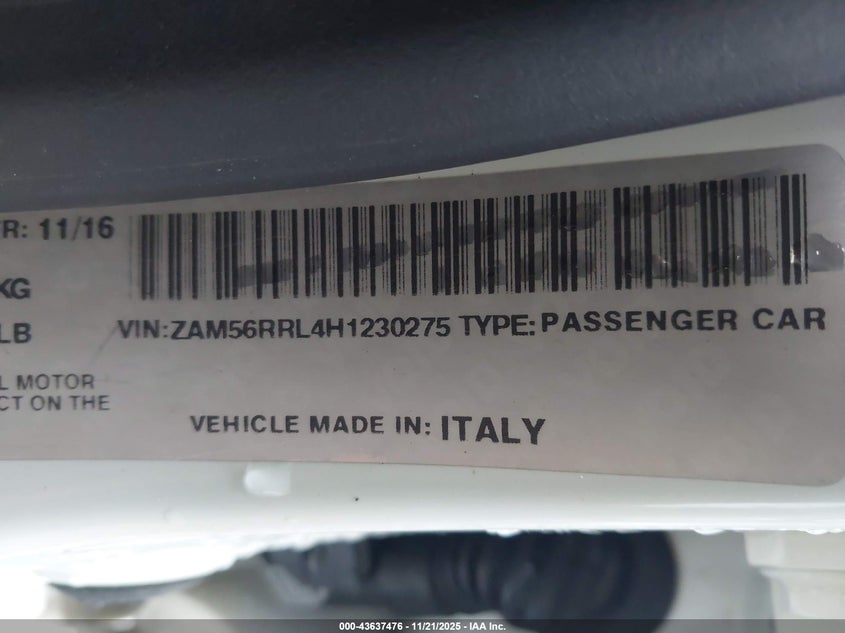 R: 11/16
KG
LB
VIN:ZAM56RRL4H1230275 TYPE:PASSENGER CAR
L MOTOR
CT ON THE
VEHICLE MADE IN: ITALY
000-43637476 - 11/21/2025 - IAA Inc.